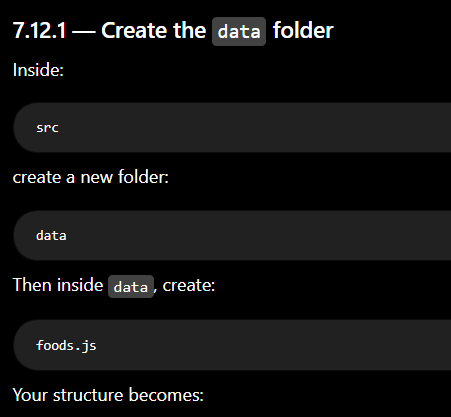 7.12.1 — Create the data folder
Inside:
src
create a new folder:
data
Then inside data, create:
foods.js
Your structure becomes: